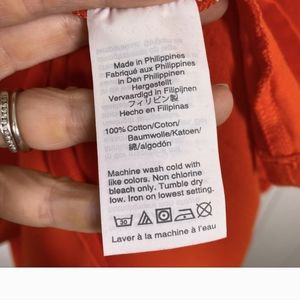 Made in Philippines
Fabriqué aux Philippines
In Den Philippinen
Hergestellt
Vervaardigd in Filipijnen
フィリピン製
Hecho en Filipinas
100% Cotton/Coton/
Baumwolle/Katoen/
綿/algodón
Machine wash cold with
like colors. Non chlorine
bleach only. Tumble dry
low. Iron on lowest setting.
30
Laver à la machine à l'eau